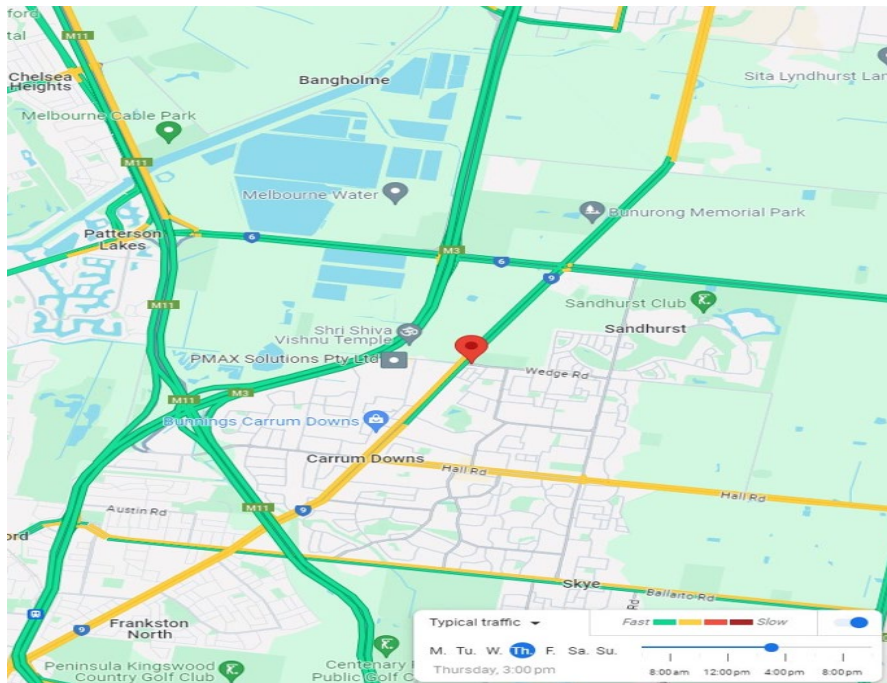 ford
tal
M11
Chelsea
Heights
Bangholme
Sita Lyndhurst Lan
Melbourne Cable Park
M11
Melbourne Water
Bunurong Memorial Park
Patterson
Lakes
6
M3
6
9
M11
Sandhurst Club
Sandhurst
Shri Shiva
Vishnu Temple
PMAX Solutions Pty Ltd
Wedge Rd
M3
M11
Bunnings Carrum Downs
Carrum Downs
Hall Rd
Hall Rd
Austin Rd
9
M11
ord
Skye
Ballarto Rd
Rd
9
Frankston
North
Peninsula Kingswood
Country Golf Club
Centenary
Public Golf C
Typical traffic
Fast
Slow
M. Tu. W. Th. F. Sa. Su.
Thursday, 3:00 pm
8:00 am 12:00 pm 4:00 pm 8:00 pm